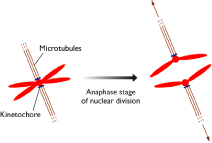 Microtubules
Kinetochore
Anaphase stage
of nuclear division